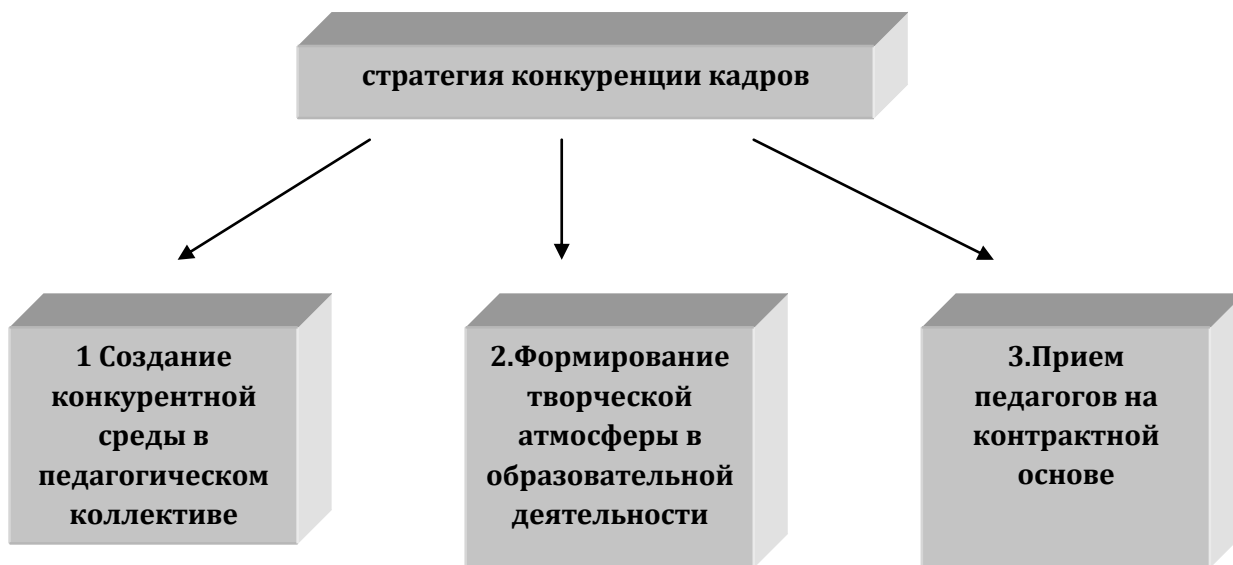 стратегия конкуренции кадров
1 Создание
конкурентной
среды в
педагогическом
коллективе
2.Формирование
творческой
атмосферы в
образовательной
деятельности
3.Прием
педагогов на
контрактной
основе